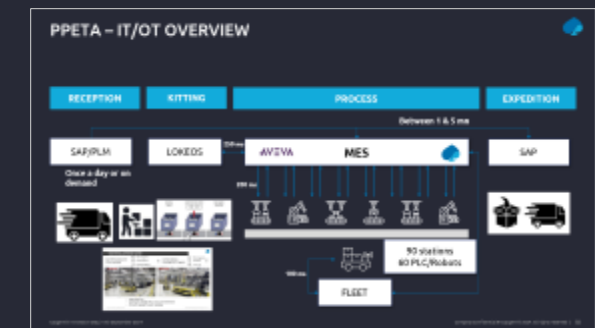 PPETA – IT/OT OVERVIEW
RECEPTION
KITTING
PROCESS
EXPEDITION
Between 1 & 5 mn
SAP/PLM
LOKEOS
AVEVA
MES
SAP
Once a day or on
demand
90 stations
60 PLC/Robots
FLEET